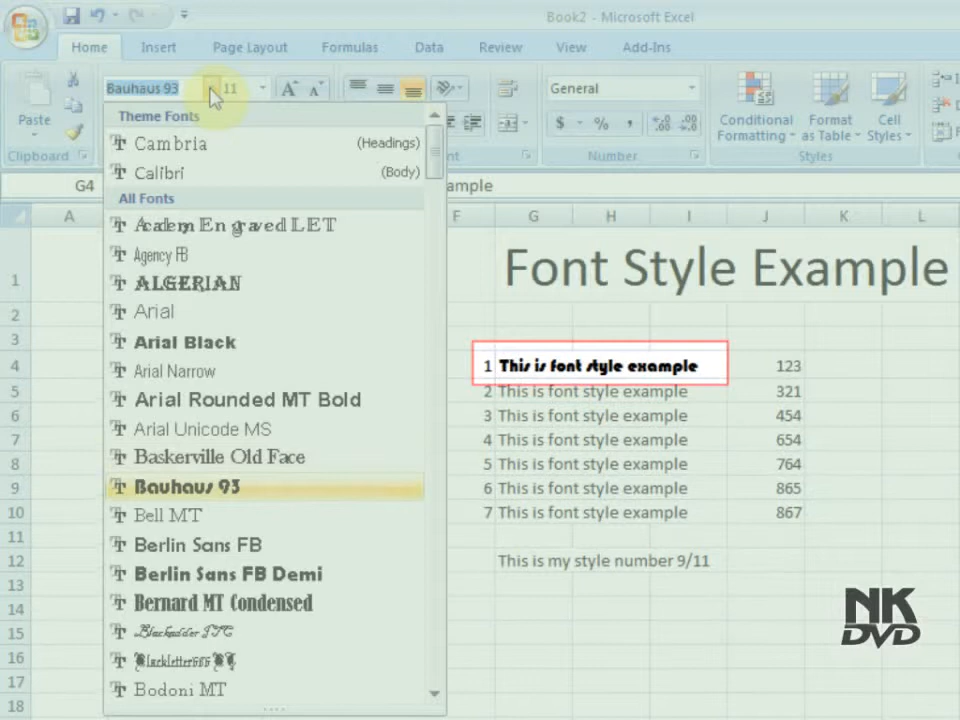 Book2 - Microsoft Excel
Home Insert Page Layout Formulas Data Review View Add-Ins
Bauhaus 93 11 General
Paste $ % , Conditional Formatting Format as Table Cell Styles
Clipboard Number Styles
G4 ample
A F G H I J K L
Theme Fonts
Cambria (Headings)
Calibri (Body)
All Fonts
Academy Engraved LET
Agency FB
ALGERIAN
Arial
Arial Black
Arial Narrow
Arial Rounded MT Bold
Arial Unicode MS
Baskerville Old Face
Bauhaus 93
Bell MT
Berlin Sans FB
Berlin Sans FB Demi
Bernard MT Condensed
Blackadder ITC
Bodoni MT
1 Font Style Example
2
3
4 1 This is font style example 123
5 2 This is font style example 321
6 3 This is font style example 454
7 4 This is font style example 654
8 5 This is font style example 764
9 6 This is font style example 865
10 7 This is font style example 867
11
12 This is my style number 9/11
13
14
15
16
17
18
NK
DVD